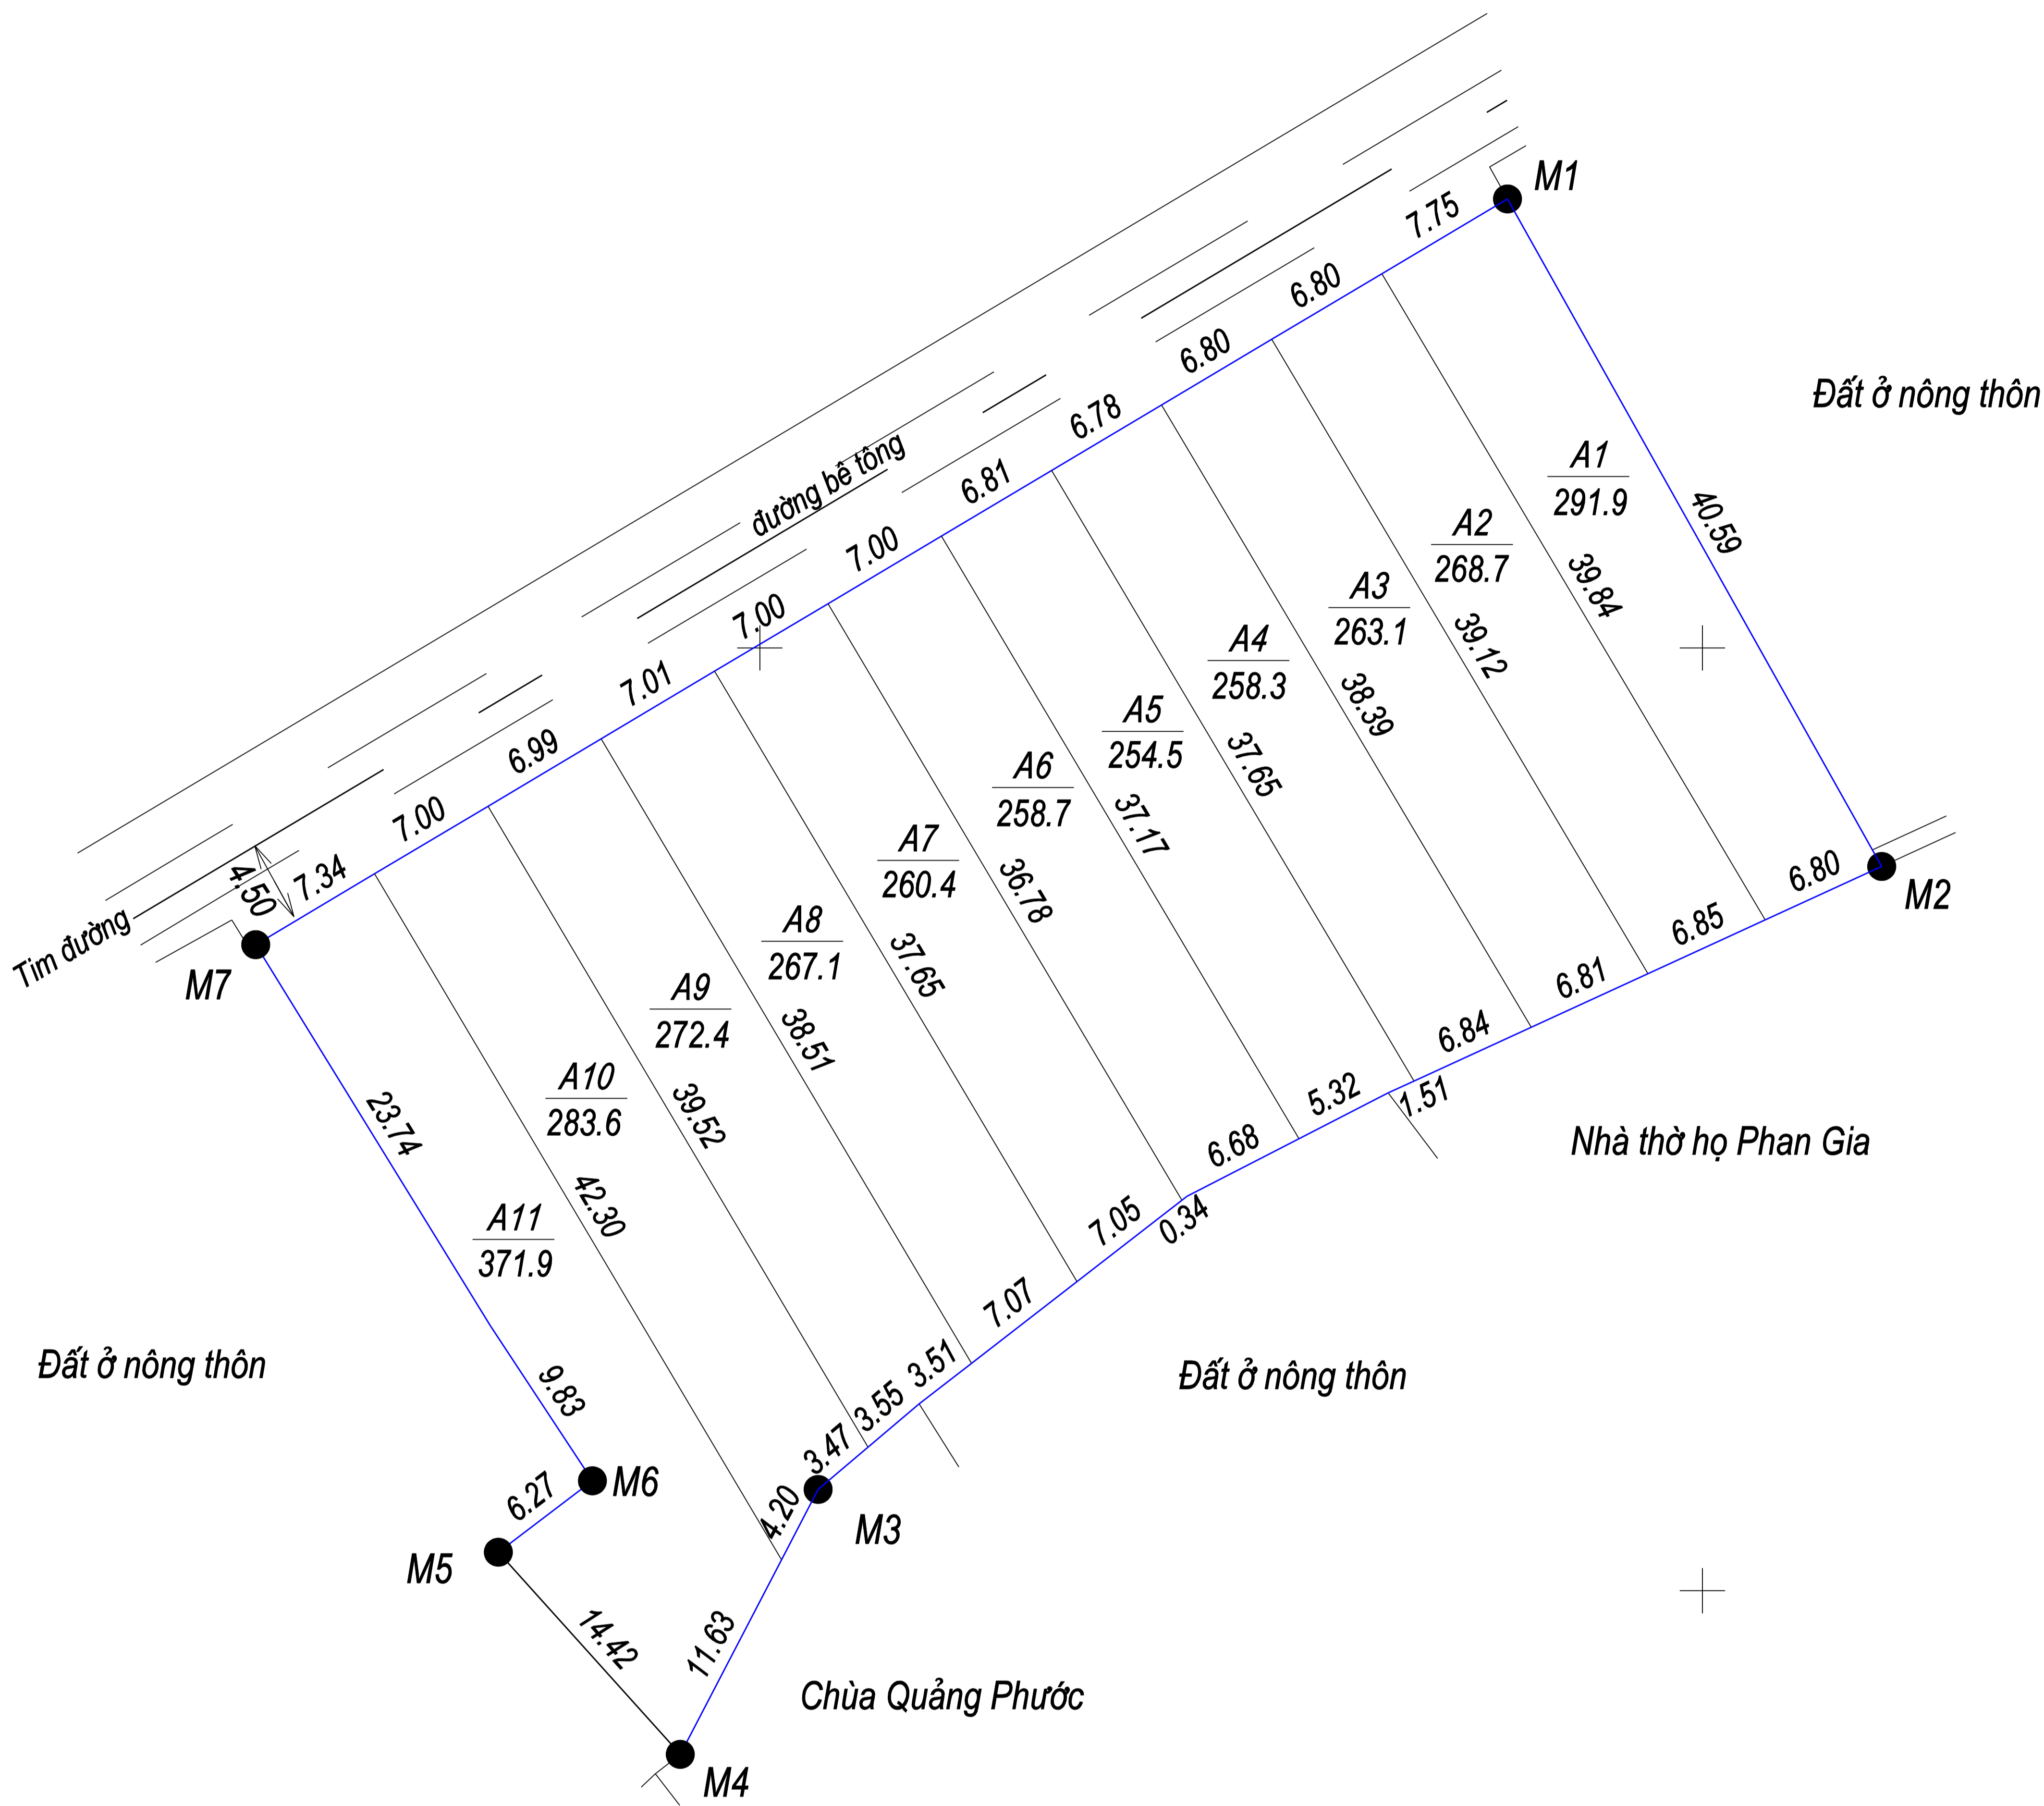 M1
7.75
6.80
6.80
6.78
6.81
7.00
7.00
7.01
6.99
7.00
7.34
đường bê tông
4.50
Tim đường
M7
Đất ở nông thôn
A1
291.9
40.59
A2
268.7
39.84
A3
263.1
39.12
A4
258.3
38.39
A5
254.5
37.65
A6
258.7
37.17
A7
260.4
36.78
A8
267.1
37.65
A9
272.4
38.51
A10
283.6
39.52
A11
371.9
42.30
23.74
9.83
M2
6.80
6.85
6.81
6.84
1.51
5.32
6.68
0.34
7.05
7.07
3.51
3.55
3.47
4.20
Nhà thờ họ Phan Gia
Đất ở nông thôn
Đất ở nông thôn
M6
6.27
M3
M5
14.42
11.63
Chùa Quảng Phước
M4